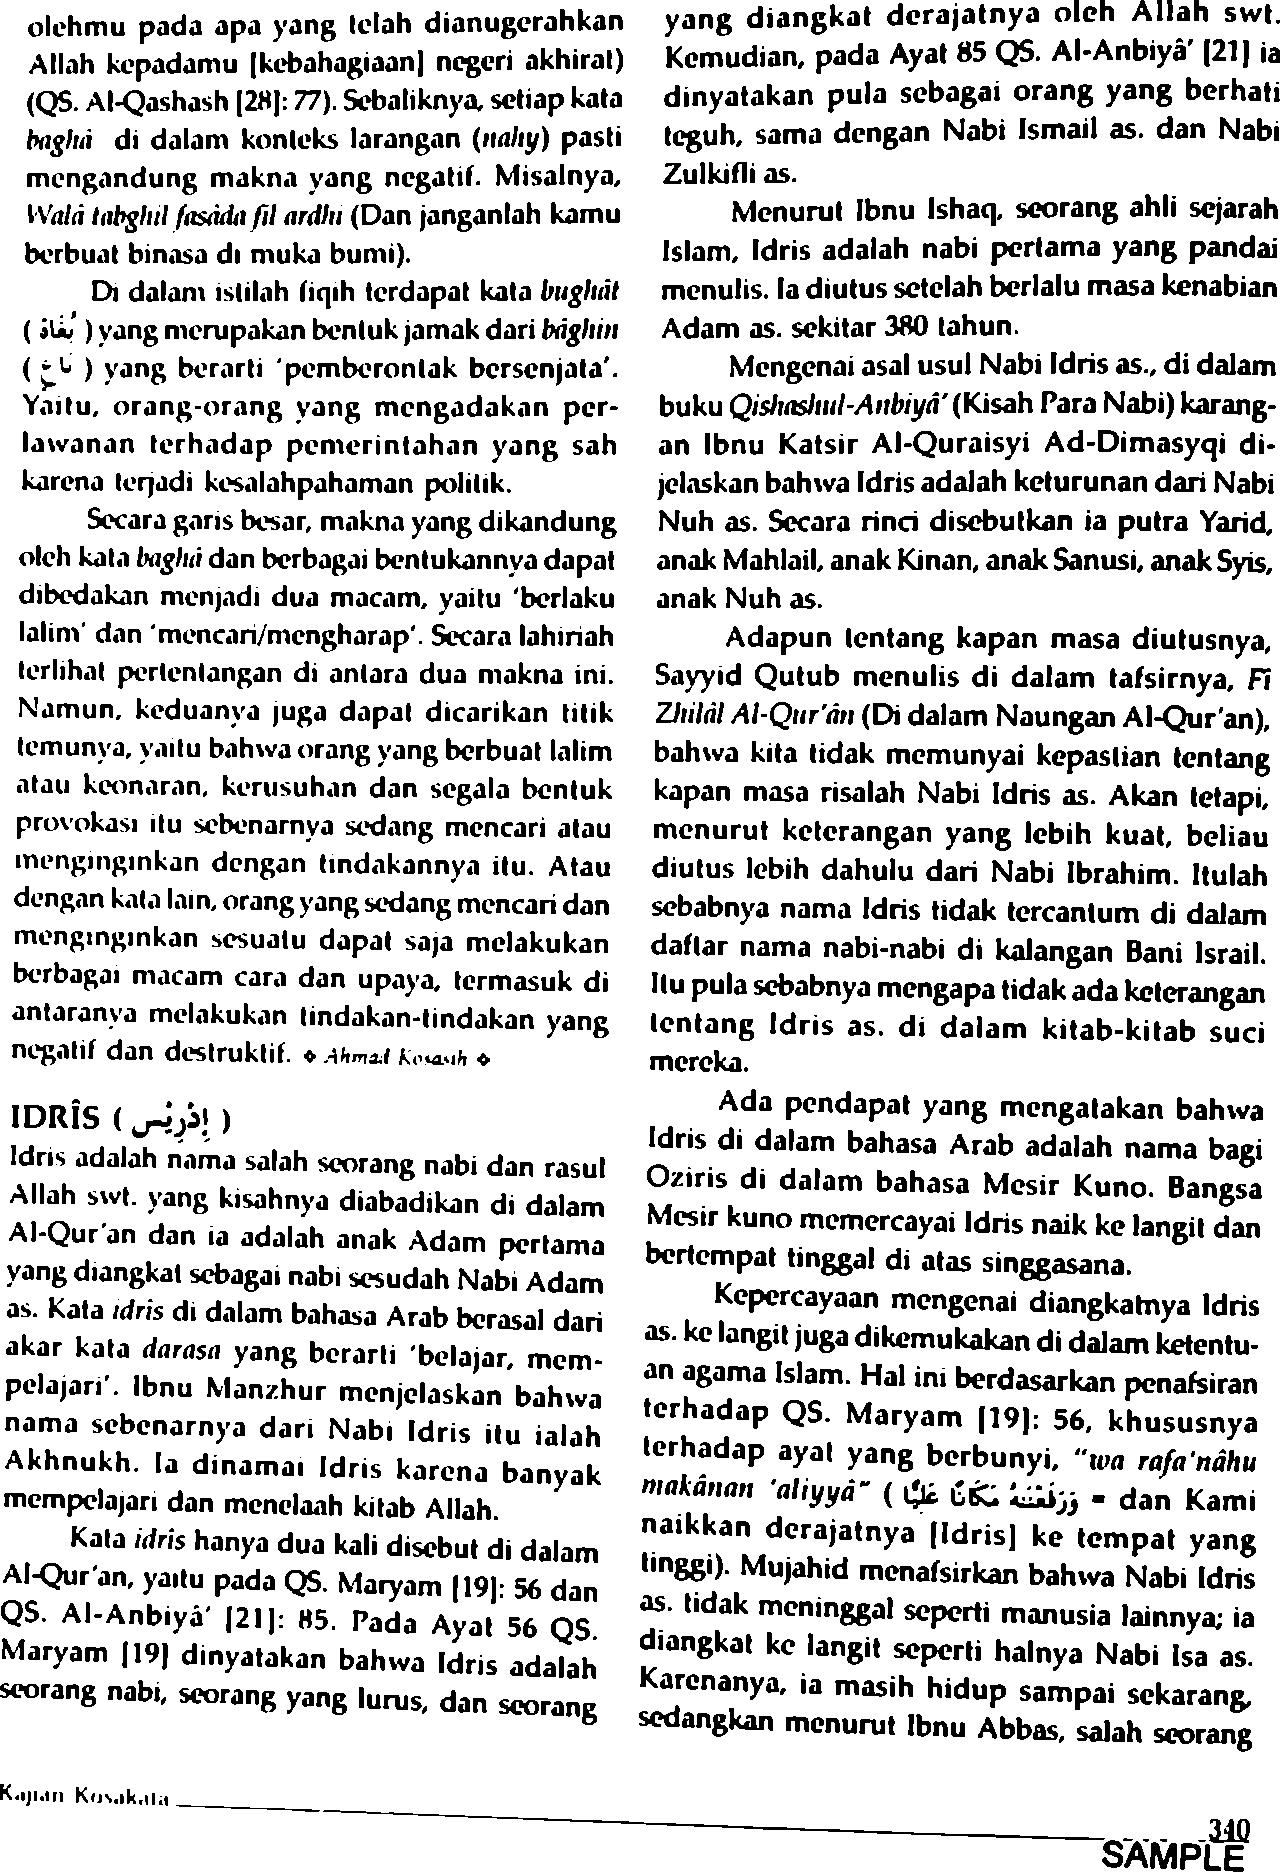 olehmu pada apa yang telah dianugerahkan
Allah kepadamu [kebahagiaan] negeri akhirat)
(QS. Al-Qashash [28]: 77). Sebaliknya, setiap kata
baghâ di dalam konteks larangan (nahy) pasti
mengandung makna yang negatif. Misalnya,
Walâ tabghil fasâda fil ardhi (Dan janganlah kamu
berbuat binasa di muka bumi).
Di dalam istilah fiqih terdapat kata bughât
( بُغَاة ) yang merupakan bentuk jamak dari bâghin
( بَاغٍ ) yang berarti 'pemberontak bersenjata'.
Yaitu, orang-orang yang mengadakan per-
lawanan terhadap pemerintahan yang sah
karena terjadi kesalahpahaman politik.
Secara garis besar, makna yang dikandung
oleh kata baghâ dan berbagai bentukannya dapat
dibedakan menjadi dua macam, yaitu 'berlaku
lalim' dan 'mencari/mengharap'. Secara lahiriah
terlihat pertentangan di antara dua makna ini.
Namun, keduanya juga dapat dicarikan titik
temunya, yaitu bahwa orang yang berbuat lalim
atau keonaran, kerusuhan dan segala bentuk
provokasi itu sebenarnya sedang mencari atau
menginginkan dengan tindakannya itu. Atau
dengan kata lain, orang yang sedang mencari dan
menginginkan sesuatu dapat saja melakukan
berbagai macam cara dan upaya, termasuk di
antaranya melakukan tindakan-tindakan yang
negatif dan destruktif. ❖ Ahmad Kosasih ❖
IDRÎS ( إِدْرِيْس )
Idris adalah nama salah seorang nabi dan rasul
Allah swt. yang kisahnya diabadikan di dalam
Al-Qur'an dan ia adalah anak Adam pertama
yang diangkat sebagai nabi sesudah Nabi Adam
as. Kata idris di dalam bahasa Arab berasal dari
akar kata darasa yang berarti 'belajar, mem-
pelajari'. Ibnu Manzhur menjelaskan bahwa
nama sebenarnya dari Nabi Idris itu ialah
Akhnukh. Ia dinamai Idris karena banyak
mempelajari dan menelaah kitab Allah.
Kata idrîs hanya dua kali disebut di dalam
Al-Qur'an, yaitu pada QS. Maryam [19]: 56 dan
QS. Al-Anbiyâ' [21]: 85. Pada Ayat 56 QS.
Maryam [19] dinyatakan bahwa Idris adalah
seorang nabi, seorang yang lurus, dan seorang
yang diangkat derajatnya oleh Allah swt.
Kemudian, pada Ayat 85 QS. Al-Anbiyâ' [21] ia
dinyatakan pula sebagai orang yang berhati
teguh, sama dengan Nabi Ismail as. dan Nabi
Zulkifli as.
Menurut Ibnu Ishaq, seorang ahli sejarah
Islam, Idris adalah nabi pertama yang pandai
menulis. Ia diutus setelah berlalu masa kenabian
Adam as. sekitar 380 tahun.
Mengenai asal usul Nabi Idris as., di dalam
buku Qishashul-Anbiyâ' (Kisah Para Nabi) karang-
an Ibnu Katsir Al-Quraisyi Ad-Dimasyqi di-
jelaskan bahwa Idris adalah keturunan dari Nabi
Nuh as. Secara rinci disebutkan ia putra Yarid,
anak Mahlail, anak Kinan, anak Sanusi, anak Syis,
anak Nuh as.
Adapun tentang kapan masa diutusnya,
Sayyid Qutub menulis di dalam tafsirnya, Fî
Zhilâl Al-Qur'ân (Di dalam Naungan Al-Qur'an),
bahwa kita tidak memunyai kepastian tentang
kapan masa risalah Nabi Idris as. Akan tetapi,
menurut keterangan yang lebih kuat, beliau
diutus lebih dahulu dari Nabi Ibrahim. Itulah
sebabnya nama Idris tidak tercantum di dalam
daftar nama nabi-nabi di kalangan Bani Israil.
Itu pula sebabnya mengapa tidak ada keterangan
tentang Idris as. di dalam kitab-kitab suci
mereka.
Ada pendapat yang mengatakan bahwa
Idris di dalam bahasa Arab adalah nama bagi
Oziris di dalam bahasa Mesir Kuno. Bangsa
Mesir kuno memercayai Idris naik ke langit dan
bertempat tinggal di atas singgasana.
Kepercayaan mengenai diangkatnya Idris
as. ke langit juga dikemukakan di dalam ketentu-
an agama Islam. Hal ini berdasarkan penafsiran
terhadap QS. Maryam [19]: 56, khususnya
terhadap ayat yang berbunyi, "wa rafa'nâhu
makânan 'aliyyâ" ( وَرَفَعْنَـٰهُ مَكَانًا عَلِيًّا = dan Kami
naikkan derajatnya [Idris] ke tempat yang
tinggi). Mujahid menafsirkan bahwa Nabi Idris
as. tidak meninggal seperti manusia lainnya; ia
diangkat ke langit seperti halnya Nabi Isa as.
Karenanya, ia masih hidup sampai sekarang,
sedangkan menurut Ibnu Abbas, salah seorang
Kajian Kosakata
340
SAMPLE